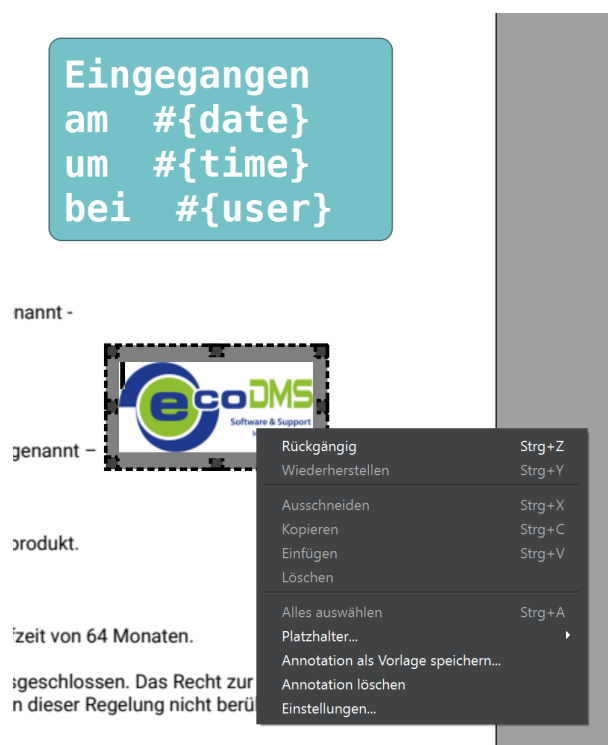 Eingegangen
am #{date}
um #{time}
bei #{user}
nannt -
ecoDMS
Software & Support
genannt –
Rückgängig Strg+Z
Wiederherstellen Strg+Y
Ausschneiden Strg+X
Kopieren Strg+C
Einfügen Strg+V
Löschen
produkt.
Alles auswählen Strg+A
Platzhalter...
fzeit von 64 Monaten.
Annotation als Vorlage speichern...
sgeschlossen. Das Recht zur
Annotation löschen
n dieser Regelung nicht berü
Einstellungen...